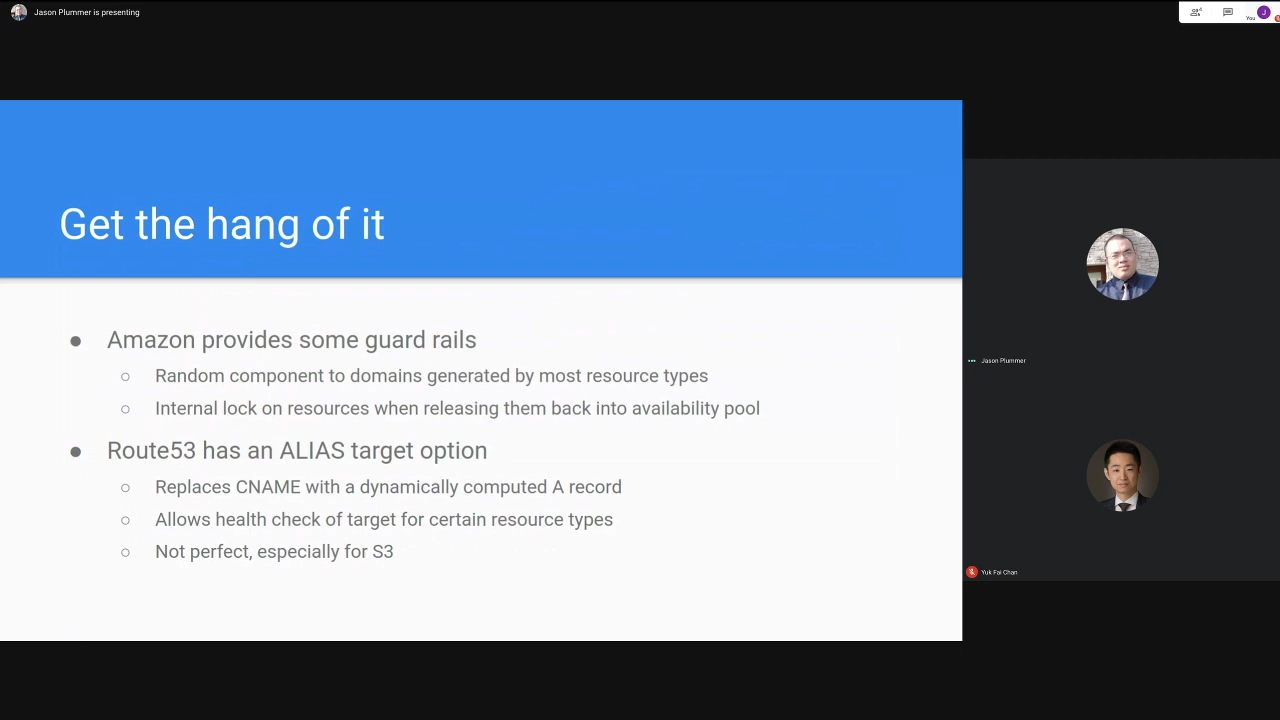 Jason Plummer is presenting
4
You
J
Get the hang of it
● Amazon provides some guard rails
○ Random component to domains generated by most resource types
○ Internal lock on resources when releasing them back into availability pool
● Route53 has an ALIAS target option
○ Replaces CNAME with a dynamically computed A record
○ Allows health check of target for certain resource types
○ Not perfect, especially for S3
Jason Plummer
Yuk Fai Chan